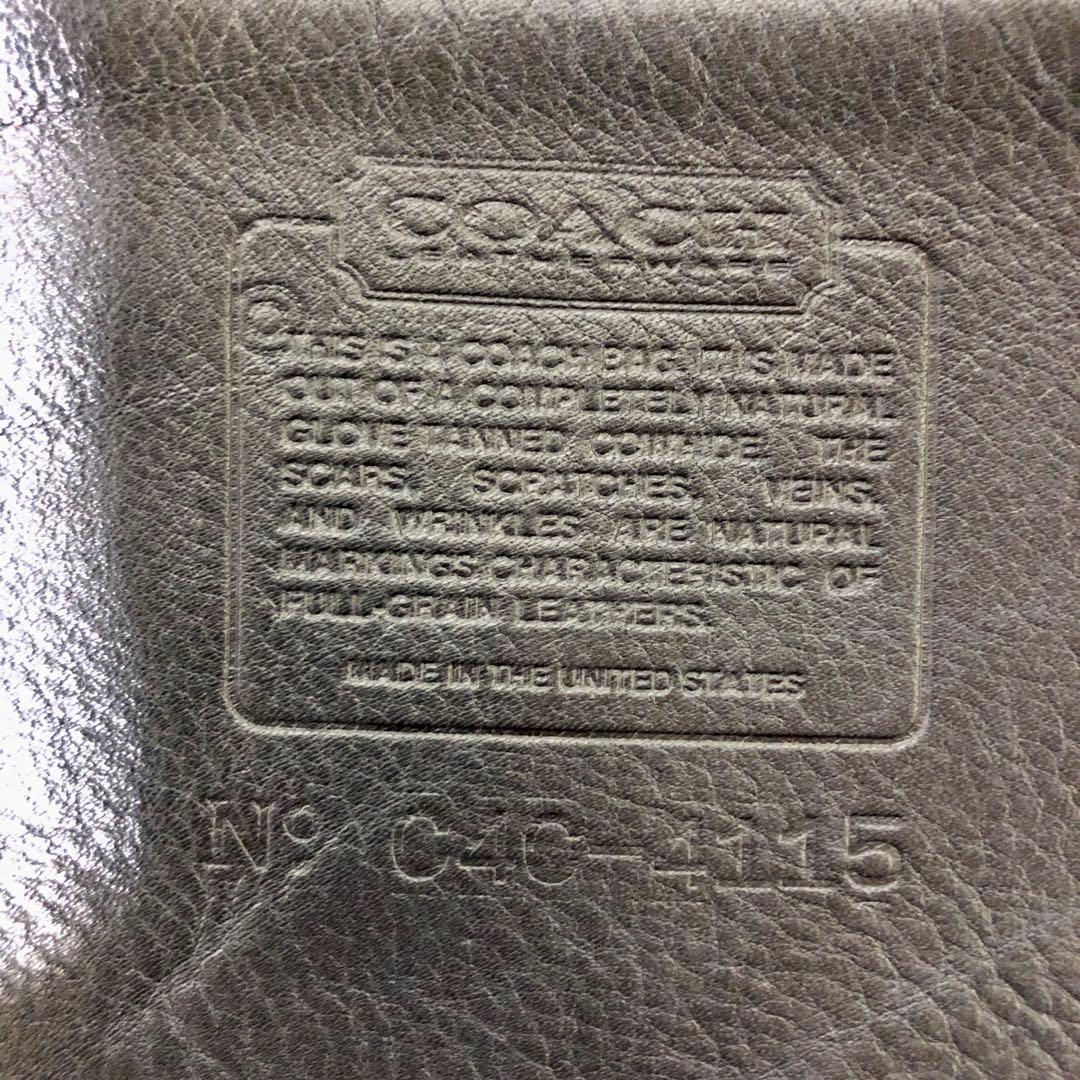 COACH
LEATHERWARE
©THIS IS A COACH BAG. IT IS MADE
OUT OF A COMPLETELY NATURAL
GLOVE TANNED COWHIDE. THE
SCARS, SCRATCHES, VEINS,
AND WRINKLES ARE NATURAL
MARKINGS CHARACTERISTIC OF
FULL-GRAIN LEATHERS.
MADE IN THE UNITED STATES
Nº C4C-4115